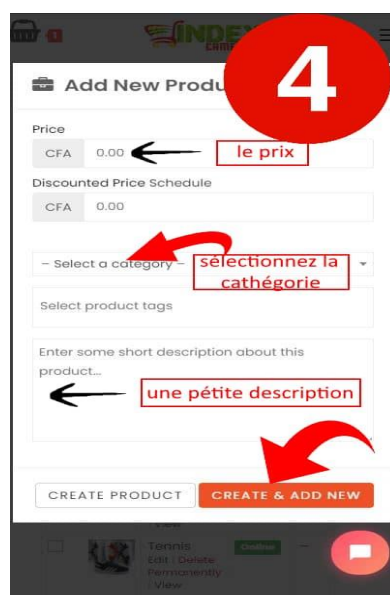 1
INDEX
4
Add New Produ
Price
CFA 0.00
le prix
Discounted Price Schedule
CFA 0.00
– Select a category –
sélectionnez la
cathégorie
Select product tags
Enter some short description about this
product...
une pétite description
CREATE PRODUCT
CREATE & ADD NEW
View
Tennis
Online
–
Edit | Delete
Permanently
| View